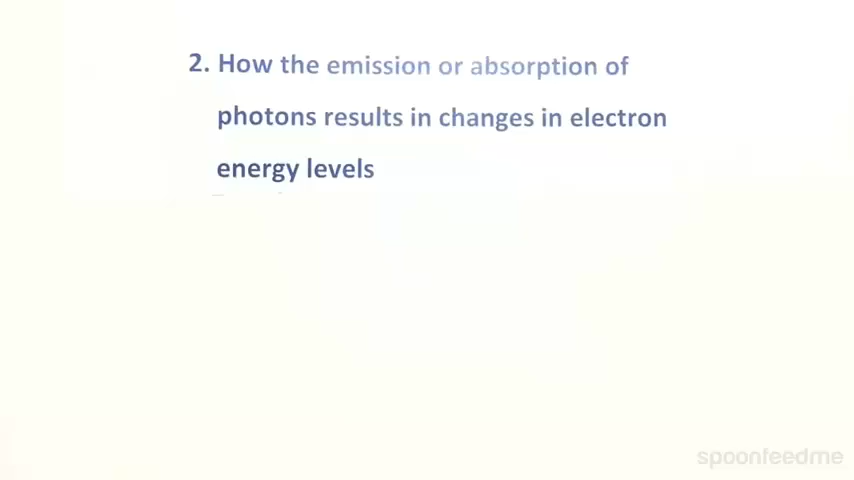 2. How the emission or absorption of
photons results in changes in electron
energy levels
spoonfeedme